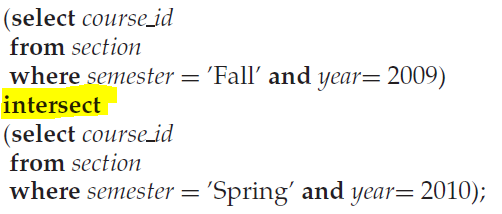 (select course_id
from section
where semester = ’Fall’ and year= 2009)
intersect
(select course_id
from section
where semester = ’Spring’ and year= 2010);